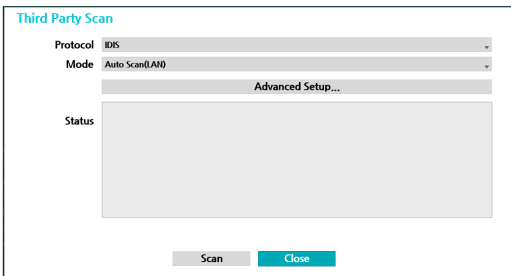 Third Party Scan
Protocol IDIS
Mode Auto Scan(LAN)
Advanced Setup...
Status
Scan Close